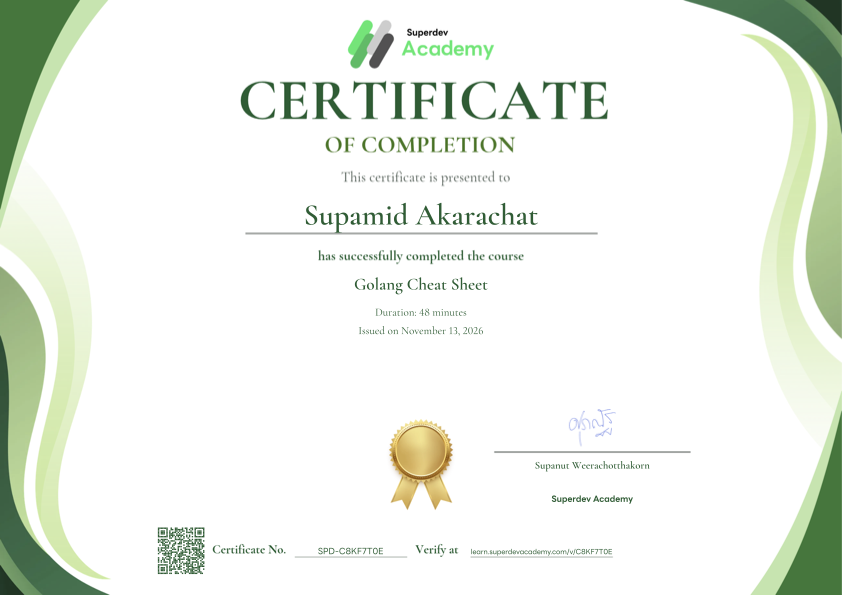 Superdev
Academy
CERTIFICATE
OF COMPLETION
This certificate is presented to
Supamid Akarachat
has successfully completed the course
Golang Cheat Sheet
Duration: 48 minutes
Issued on November 13, 2026
Supanut Weerachotthakorn
Superdev Academy
Certificate No. SPD-C8KF7T0E Verify at learn.superdevacademy.com/v/C8KF7T0E